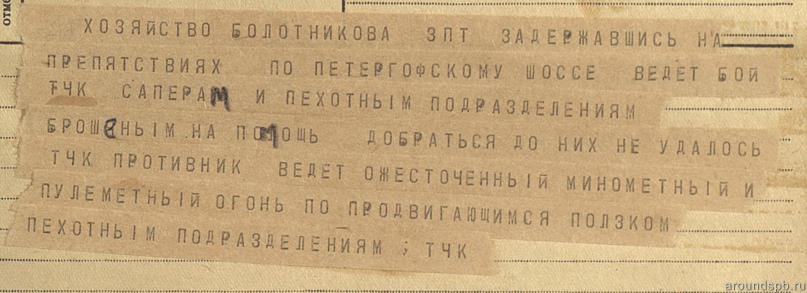 ХОЗЯЙСТВО БОЛОТНИКОВА ЗПТ ЗАДЕРЖАВШИСЬ НА
ПРЕПЯТСТВИЯХ ПО ПЕТЕРГОФСКОМУ ШОССЕ ВЕДЕТ БОЙ
ТЧК САПЕРАМ И ПЕХОТНЫМ ПОДРАЗДЕЛЕНИЯМ
БРОШЕНЫМ НА ПОМОЩЬ ДОБРАТЬСЯ ДО НИХ НЕ УДАЛОСЬ
ТЧК ПРОТИВНИК ВЕДЕТ ОЖЕСТОЧЕННЫЙ МИНОМЕТНЫЙ И
ПУЛЕМЕТНЫЙ ОГОНЬ ПО ПРОДВИГАЮЩИМСЯ ПОЛЗКОМ
ПЕХОТНЫМ ПОДРАЗДЕЛЕНИЯМ ; ТЧК
aroundspb.ru